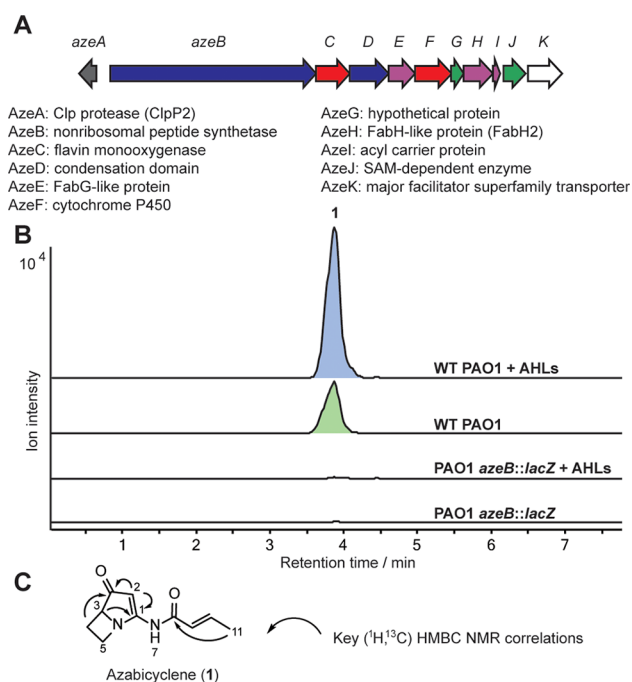 A
azeA azeB C D E F G H I J K
AzeA: Clp protease (ClpP2)
AzeB: nonribosomal peptide synthetase
AzeC: flavin monooxygenase
AzeD: condensation domain
AzeE: FabG-like protein
AzeF: cytochrome P450
AzeG: hypothetical protein
AzeH: FabH-like protein (FabH2)
AzeI: acyl carrier protein
AzeJ: SAM-dependent enzyme
AzeK: major facilitator superfamily transporter
B
1
10⁴
Ion intensity
WT PAO1 + AHLs
WT PAO1
PAO1 azeB::lacZ + AHLs
PAO1 azeB::lacZ
1 2 3 4 5 6 7
Retention time / min
C
O
2
O
3
1
N
N
H
7
11
5
Key (¹H,¹³C) HMBC NMR correlations
Azabicyclene (1)